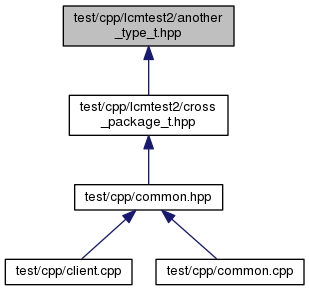 test/cpp/lcmtest2/another
_type_t.hpp
test/cpp/lcmtest2/cross
_package_t.hpp
test/cpp/common.hpp
test/cpp/client.cpp
test/cpp/common.cpp